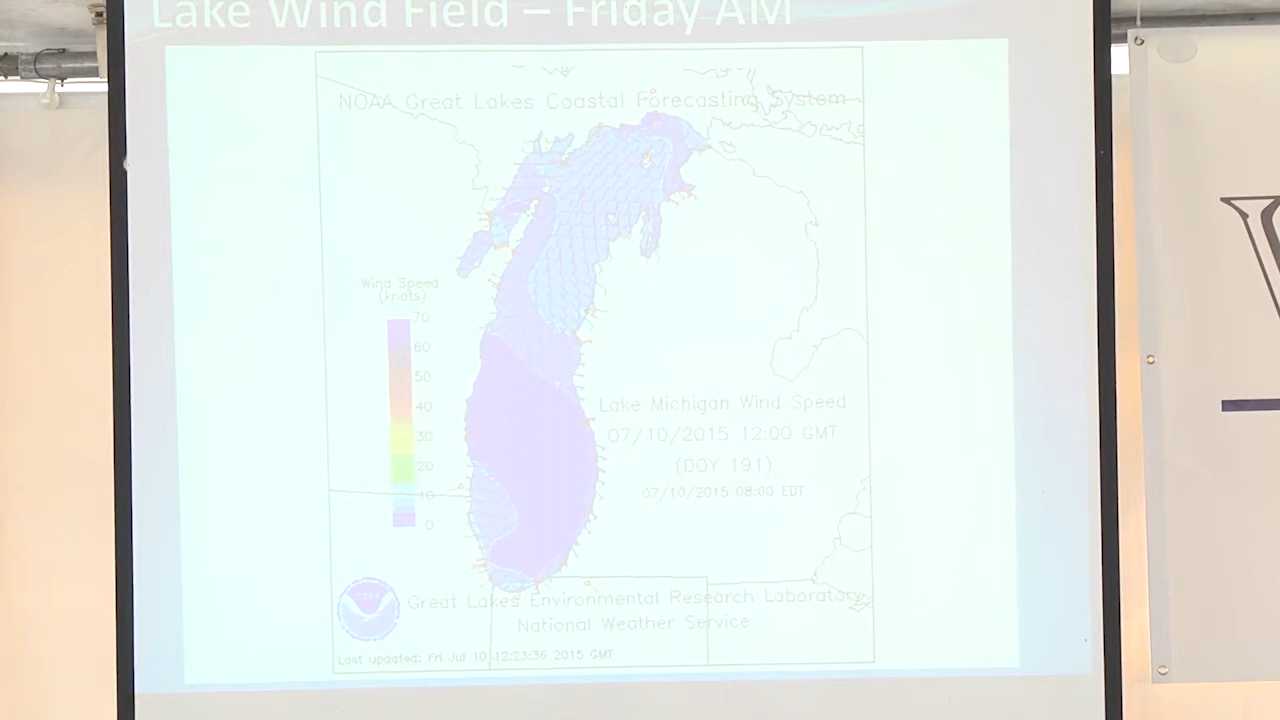 Lake Wind Field – Friday AM
NOAA Great Lakes Coastal Forecasting System
Wind Speed
(knots)
70
60
50
40
30
20
10
0
Lake Michigan Wind Speed
07/10/2015 12:00 GMT
(DOY 191)
07/10/2015 08:00 EDT
Great Lakes Environmental Research Laboratory
National Weather Service
Last updated: Fri Jul 10 12:23:36 2015 GMT